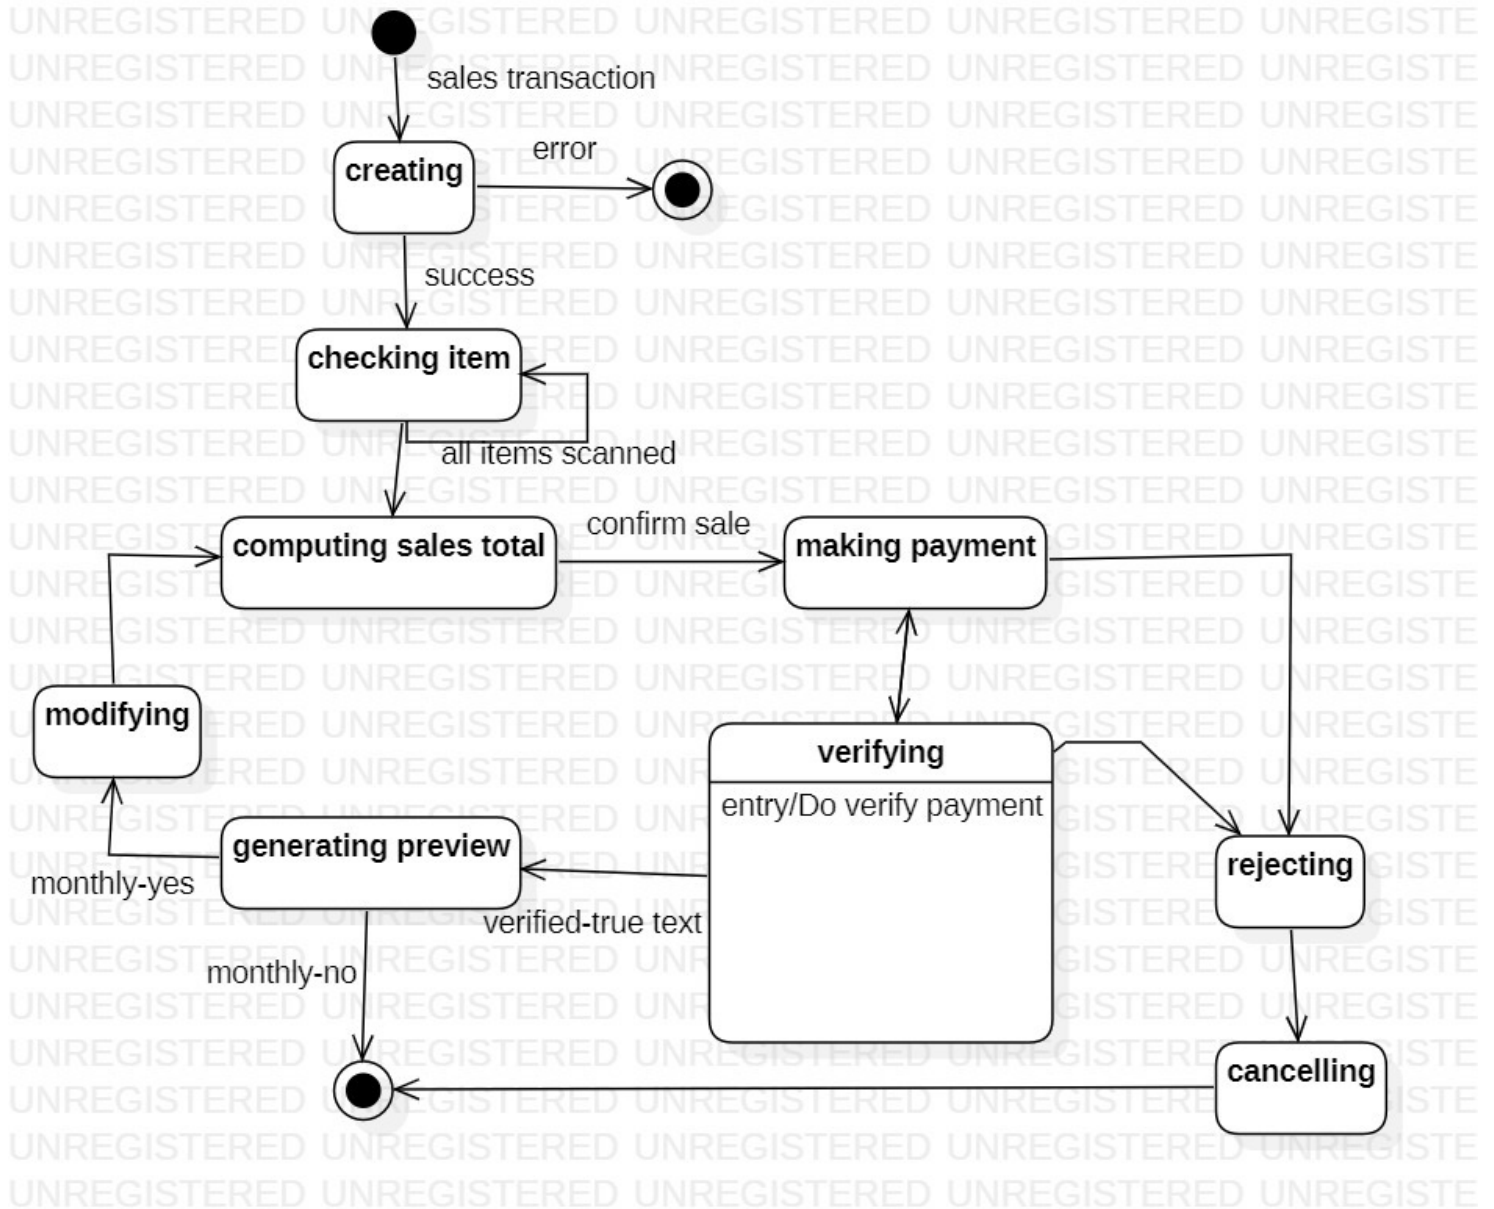 sales transaction
creating
error
success
checking item
all items scanned
computing sales total
confirm sale
making payment
modifying
verifying
entry/Do verify payment
generating preview
monthly-yes
verified-true text
rejecting
monthly-no
cancelling
UNREGISTERED